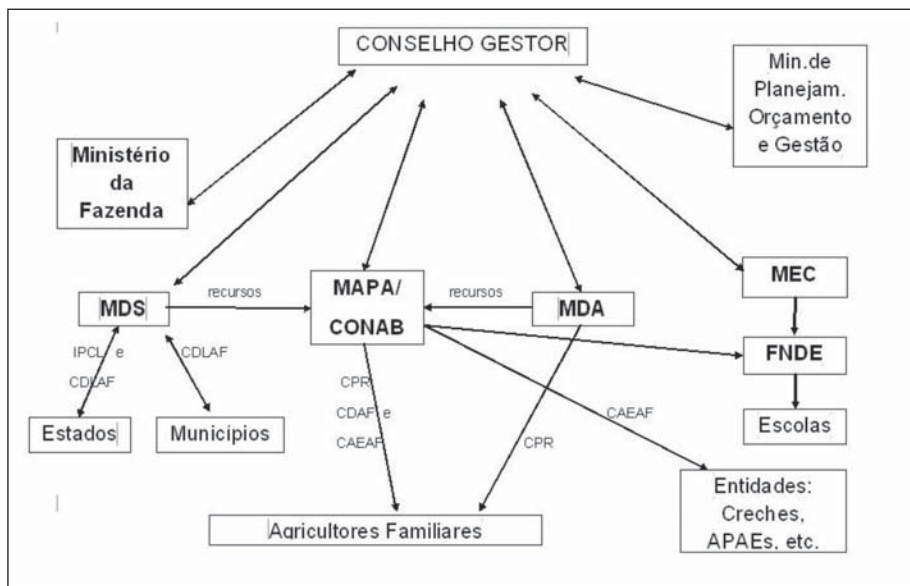 CONSELHO GESTOR
Min.de
Planejam.
Orçamento
e Gestão
Ministério
da
Fazenda
MDS
recursos
MAPA/
CONAB
recursos
MDA
MEC
FNDE
Escolas
IPCL e
CDLAF
CDLAF
Estados
Municípios
CPR
CDAF e
CAEAF
CPR
CAEAF
Entidades:
Creches,
APAEs, etc.
Agricultores Familiares